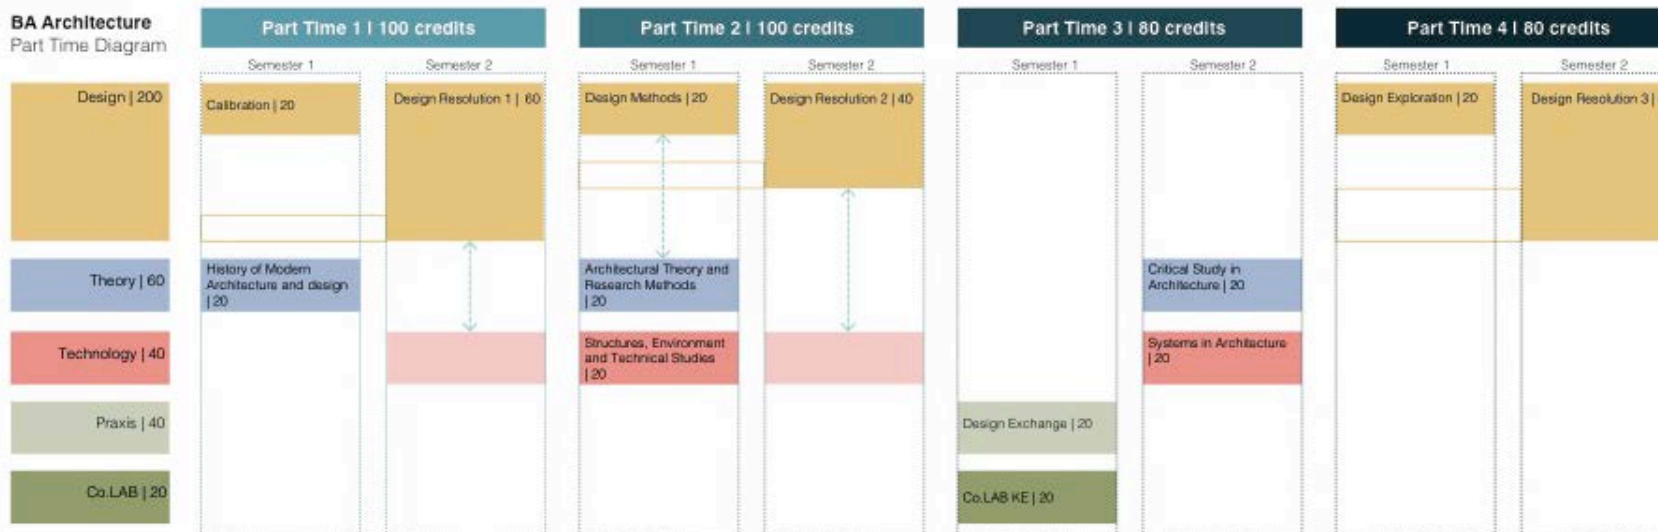 BA Architecture
Part Time Diagram
Part Time 1 | 100 credits
Part Time 2 | 100 credits
Part Time 3 | 80 credits
Part Time 4 | 80 credits
Semester 1
Semester 2
Semester 1
Semester 2
Semester 1
Semester 2
Semester 1
Semester 2
Design | 200
Calibration | 20
Design Resolution 1 | 60
Design Methods | 20
Design Resolution 2 | 40
Design Exploration | 20
Design Resolution 3 |
Theory | 60
History of Modern
Architecture and design
| 20
Architectural Theory and
Research Methods
| 20
Critical Study in
Architecture | 20
Technology | 40
Structures, Environment
and Technical Studies
| 20
Systems in Architecture
| 20
Praxis | 40
Design Exchange | 20
Co.LAB | 20
Co.LAB KE | 20